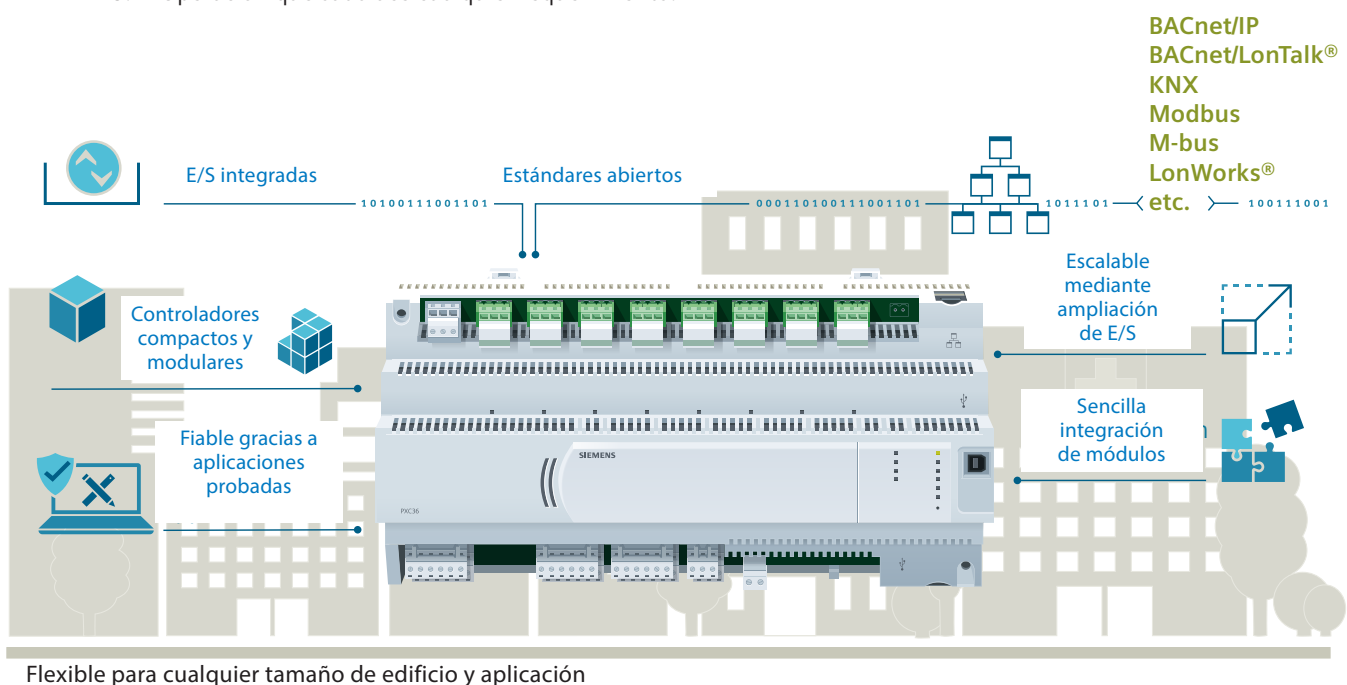 BACnet/IP
BACnet/LonTalk®
KNX
Modbus
M-bus
LonWorks®
etc.
E/S integradas
Estándares abiertos
10100111001101
000110100111001101
1011101
100111001
Controladores
compactos y
modulares
Escalable
mediante
ampliación
de E/S
Fiable gracias a
aplicaciones
probadas
Sencilla
integración
de módulos
SIEMENS
PXC36
Flexible para cualquier tamaño de edificio y aplicación